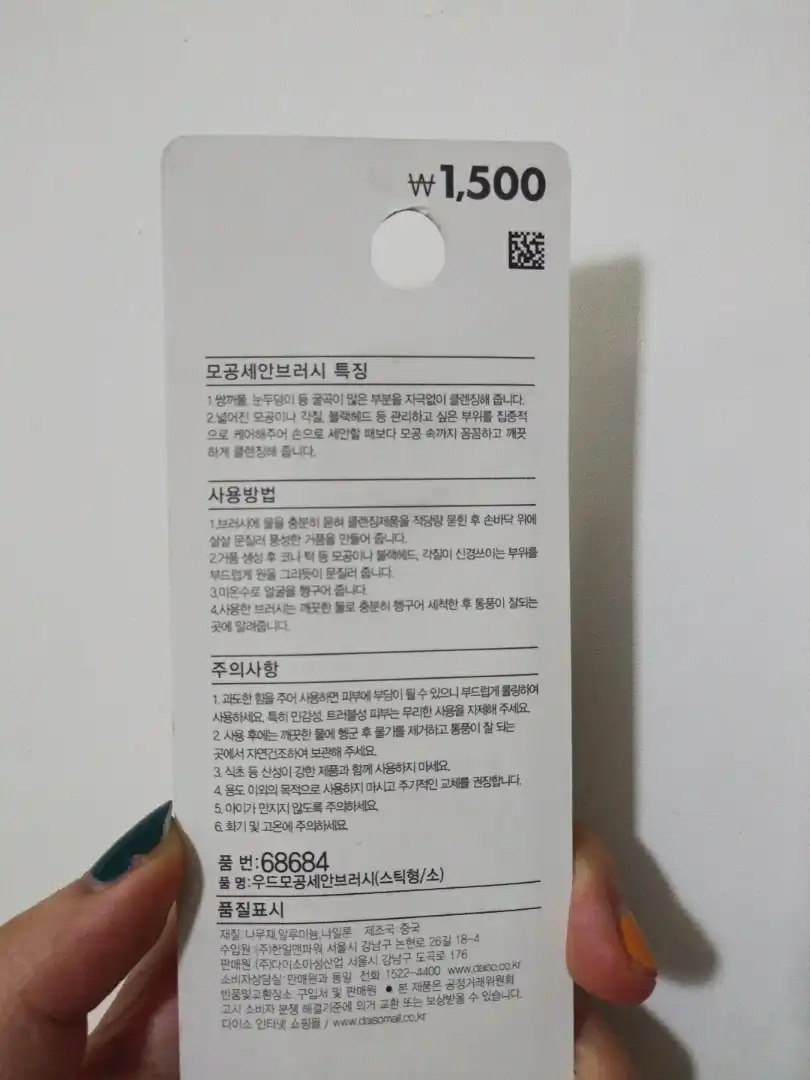 ₩1,500
모공세안브러시 특징
1.쌍꺼풀, 눈두덩이 등 굴곡이 많은 부분을 자극없이 클렌징해 줍니다.
2.넓어진 모공이나 각질, 블랙헤드 등 관리하고 싶은 부위를 집중적
으로 케어해주어 손으로 세안할 때보다 모공 속까지 꼼꼼하고 깨끗
하게 클렌징해 줍니다.
사용방법
1.브러시에 물을 충분히 묻혀 클렌징제품을 적당량 묻힌 후 손바닥 위에
살살 문질러 풍성한 거품을 만들어 줍니다.
2.거품 생성 후 코나 턱 등 모공이나 블랙헤드, 각질이 신경쓰이는 부위를
부드럽게 원을 그리듯이 문질러 줍니다.
3.미온수로 얼굴을 헹구어 줍니다.
4.사용한 브러시는 깨끗한 물로 충분히 헹구어 세척한 후 통풍이 잘되는
곳에 말려줍니다.
주의사항
1. 과도한 힘을 주어 사용하면 피부에 부담이 될 수 있으니 부드럽게 롤링하여
사용하세요. 특히 민감성, 트러블성 피부는 무리한 사용을 자제해 주세요.
2. 사용 후에는 깨끗한 물에 헹군 후 물기를 제거하고 통풍이 잘 되는
곳에서 자연건조하여 보관해 주세요.
3. 식초 등 산성이 강한 제품과 함께 사용하지 마세요.
4. 용도 이외의 목적으로 사용하지 마시고 주기적인 교체를 권장합니다.
5. 아이가 만지지 않도록 주의하세요.
6. 화기 및 고온에 주의하세요.
품 번:68684
품 명:우드모공세안브러시(스틱형/소)
품질표시
재질: 나무재,알루미늄,나일론 제조국 중국
수입원 (주)한일맨파워 서울시 강남구 논현로 26길 18-4
판매원 (주)다이소아성산업 서울시 강남구 도곡로 176
소비자상담실: 판매원과 동일 전화 1522-4400 www.daiso.co.kr
반품및교환장소 구입처 및 판매원 ● 본 제품은 공정거래위원회
고시 소비자 분쟁 해결기준에 의거 교환 또는 보상받을 수 있습니다.
다이소 인터넷 쇼핑몰 / www.daisomall.co.kr